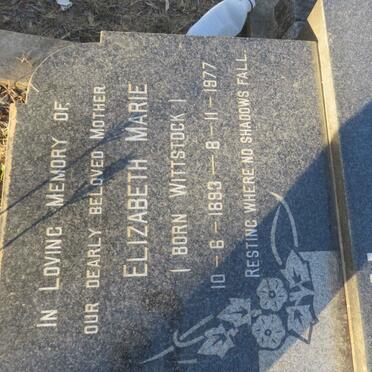 IN LOVING MEMORY OF
OUR DEARLY BELOVED MOTHER
ELIZABETH MARIE
( BORN WITTSTOCK )
10 - 6 - 1893 - 8 - 11 - 1977
RESTING WHERE NO SHADOWS FALL.